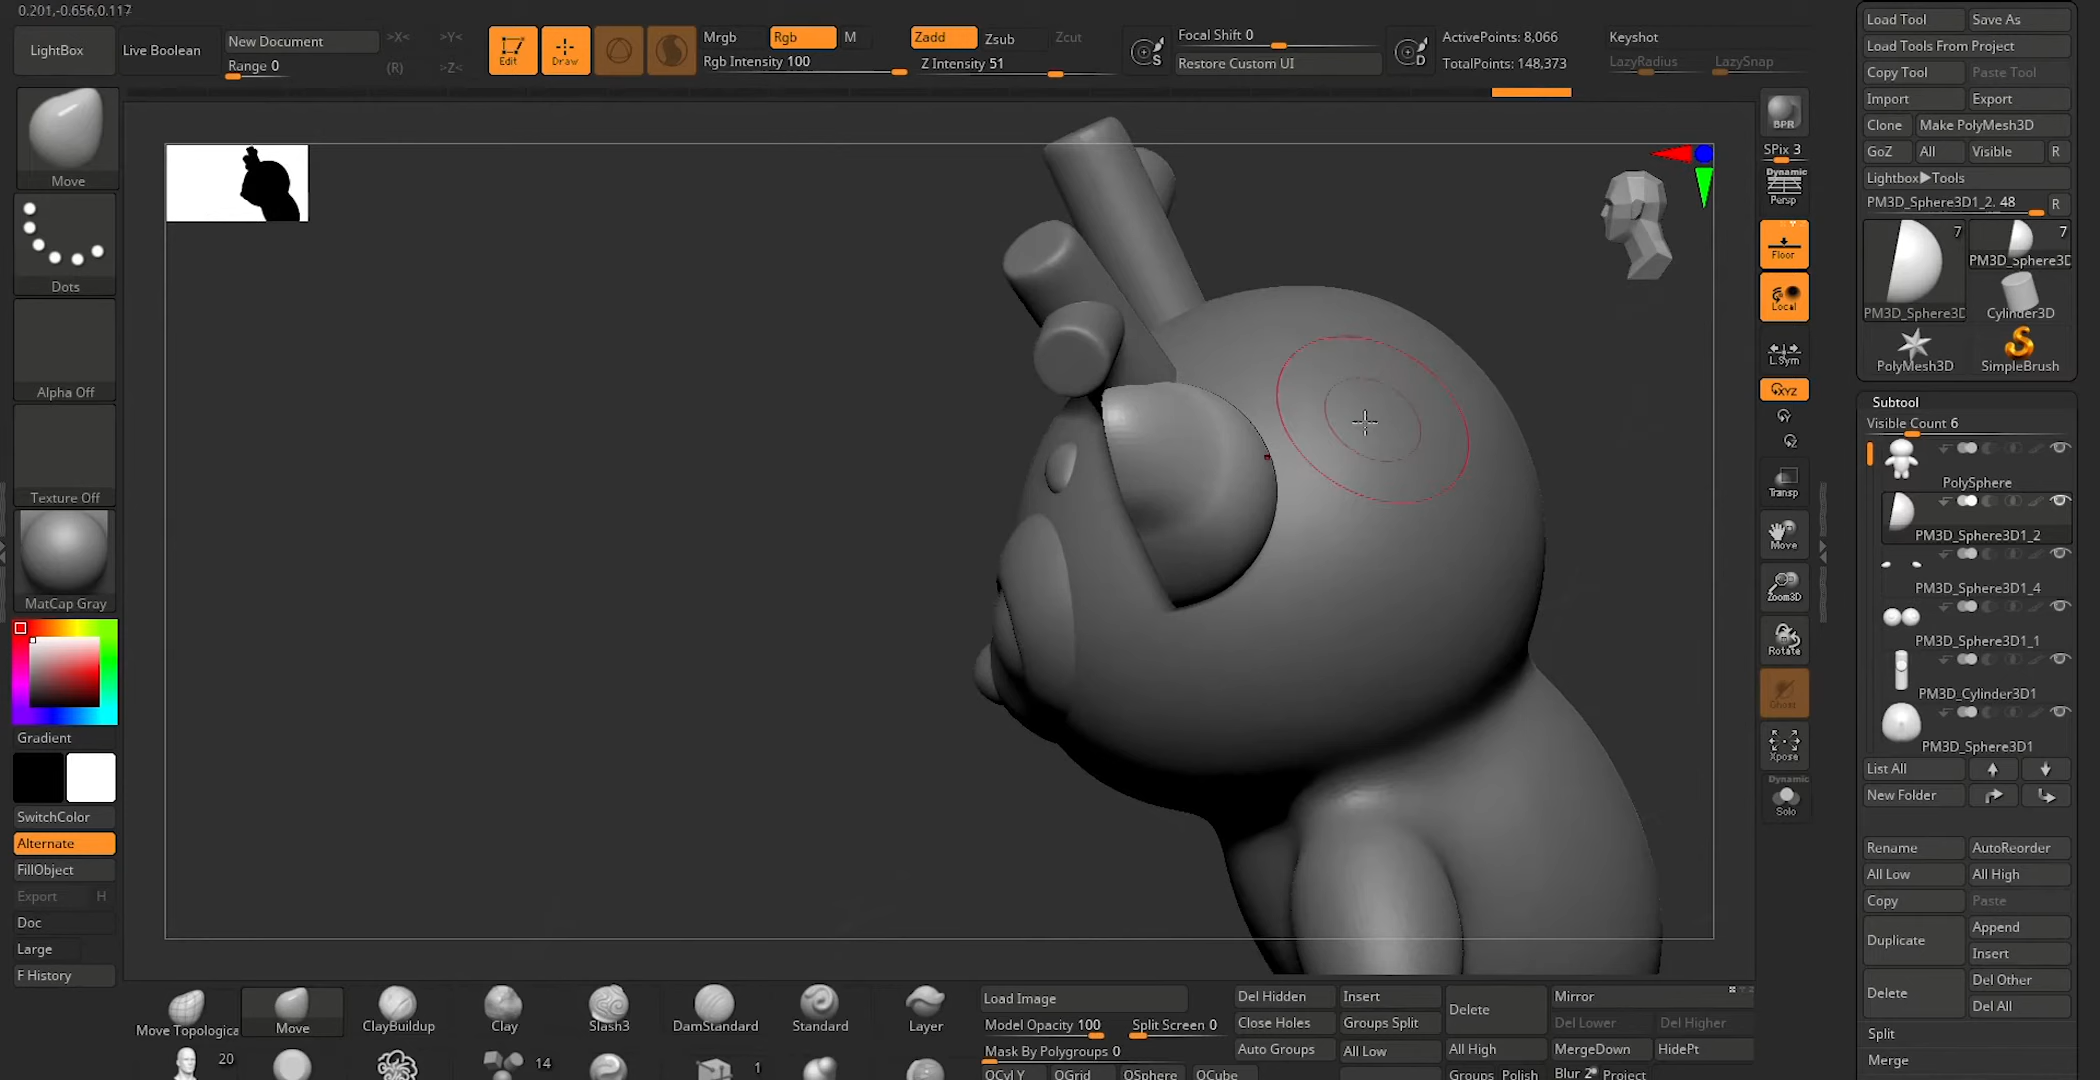 0.201,-0.656,0.117
LightBox
Live Boolean
New Document
Range 0
>X<
>Y<
(R)
>Z<
Edit
Draw
Mrgb
Rgb
M
Rgb Intensity 100
Zadd
Zsub
Zcut
Z Intensity 51
S
Focal Shift 0
Restore Custom UI
D
ActivePoints: 8,066
TotalPoints: 148,373
Keyshot
LazyRadius
LazySnap
Move
Dots
Alpha Off
Texture Off
MatCap Gray
Gradient
SwitchColor
Alternate
FillObject
Export H
Doc
Large
F History
BPR
SPix 3
Dynamic
Persp
Floor
Local
L.Sym
XYZ
Y
Z
Transp
Move
Zoom3D
Rotate
Ghost
Xpose
Dynamic
Solo
Load Tool
Save As
Load Tools From Project
Copy Tool
Paste Tool
Import
Export
Clone
Make PolyMesh3D
GoZ
All
Visible
R
Lightbox▶Tools
PM3D_Sphere3D1_2. 48
R
7
7
PM3D_Sphere3D
PM3D_Sphere3D
Cylinder3D
PolyMesh3D
SimpleBrush
Subtool
Visible Count 6
PolySphere
PM3D_Sphere3D1_2
PM3D_Sphere3D1_4
PM3D_Sphere3D1_1
PM3D_Cylinder3D1
PM3D_Sphere3D1
List All
New Folder
Rename
AutoReorder
All Low
All High
Copy
Paste
Duplicate
Append
Insert
Delete
Del Other
Del All
Split
Merge
Move Topologica
Move
ClayBuildup
Clay
Slash3
DamStandard
Standard
Layer
20
14
1
Load Image
Model Opacity 100
Split Screen 0
Mask By Polygroups 0
QCyl Y
QGrid
QSphere
QCube
Del Hidden
Insert
Delete
Mirror
Close Holes
Groups Split
Del Lower
Del Higher
Auto Groups
All Low
All High
MergeDown
HidePt
Groups
Polish
Blur 2
Project